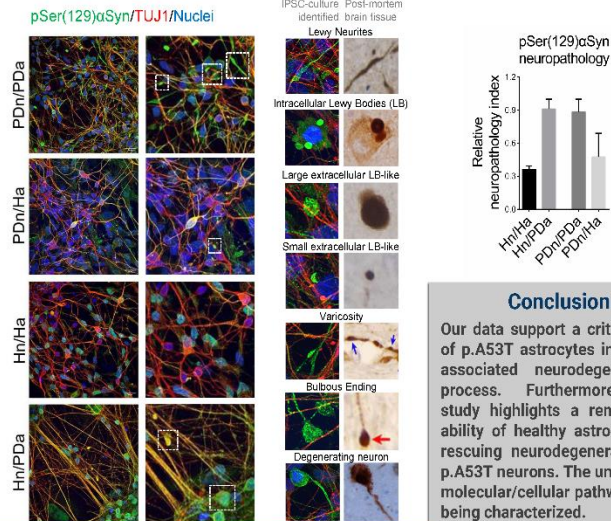 pSer(129)αSyn/TUJ1/Nuclei
PDn/PDa
PDn/Ha
Hn/Ha
Hn/PDa
IPSC-culture Post-mortem
identified brain tissue
Lewy Neurites
Intracellular Lewy Bodies (LB)
Large extracellular LB-like
Small extracellular LB-like
Varicosity
Bulbous Ending
Degenerating neuron
pSer(129)αSyn
neuropathology
Relative
neuropathology index
1.2
0.9
0.6
0.3
0.0
Hn/Ha
Hn/PDa
PDn/PDa
PDn/Ha
Conclusion
Our data support a crit
of p.A53T astrocytes in
associated neurodege
process. Furthermore
study highlights a ren
ability of healthy astro
rescuing neurodegener
p.A53T neurons. The un
molecular/cellular pathw
being characterized.